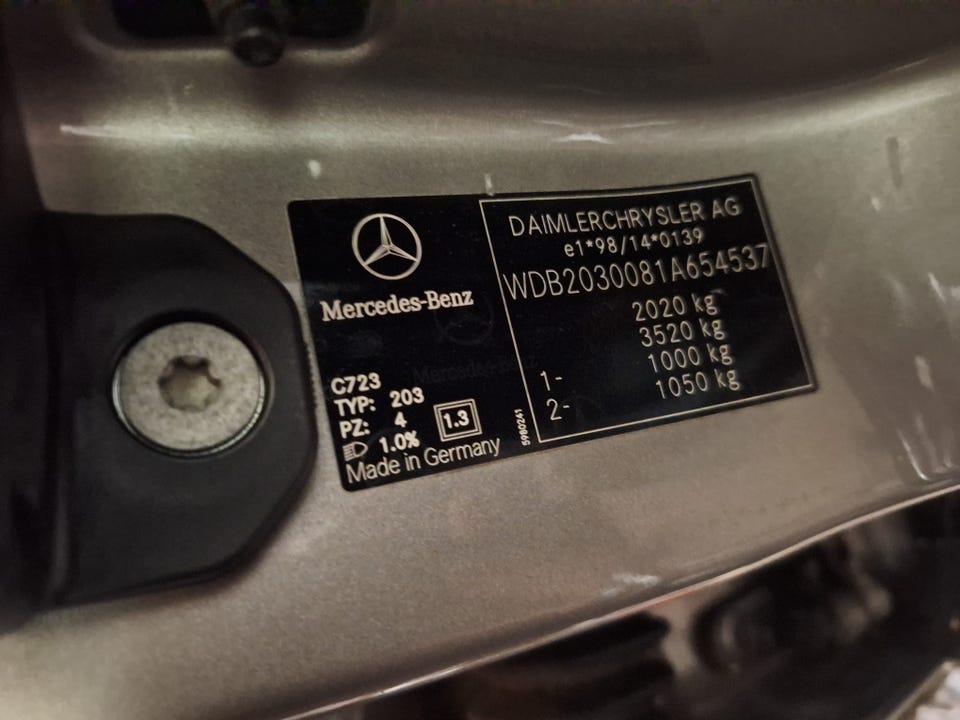 Mercedes-Benz
C723
TYP: 203
PZ: 4
1.0% 1.3
Made in Germany
5980261
DAIMLERCHRYSLER AG
e1*98/14*0139
WDB2030081A654537
2020 kg
3520 kg
1- 1000 kg
2- 1050 kg